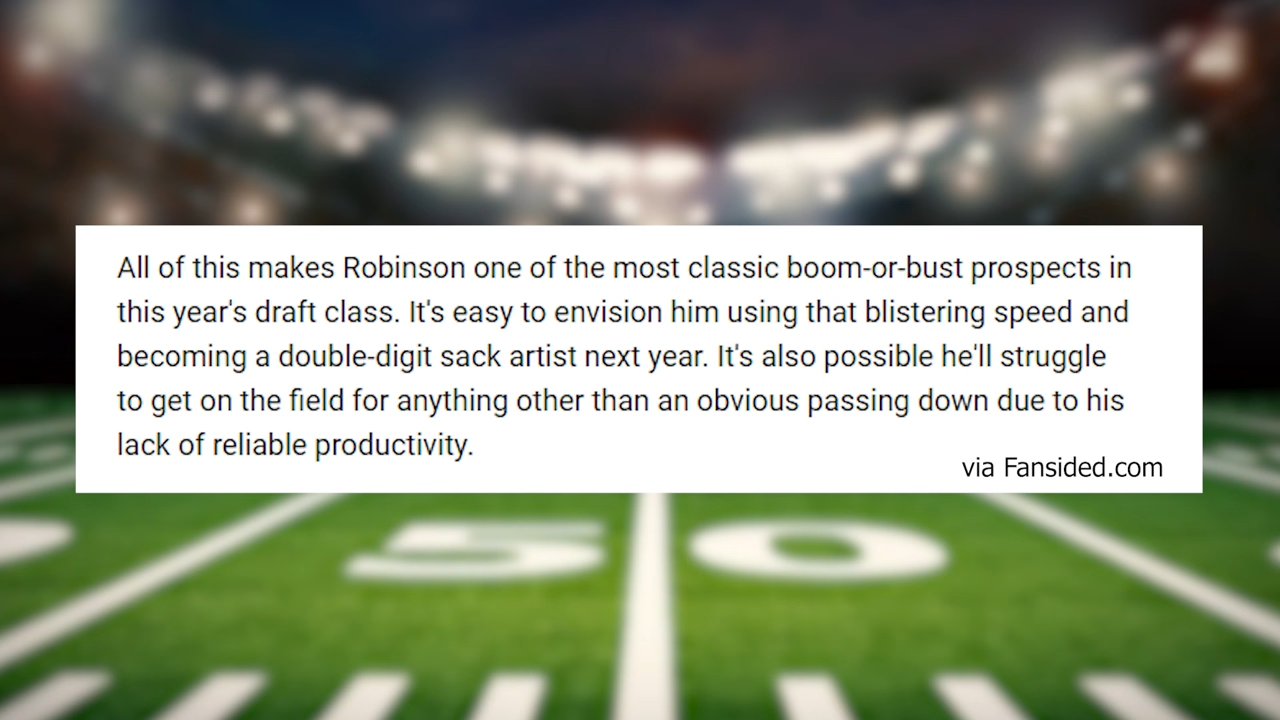 All of this makes Robinson one of the most classic boom-or-bust prospects in
this year's draft class. It's easy to envision him using that blistering speed and
becoming a double-digit sack artist next year. It's also possible he'll struggle
to get on the field for anything other than an obvious passing down due to his
lack of reliable productivity.
via Fansided.com
50